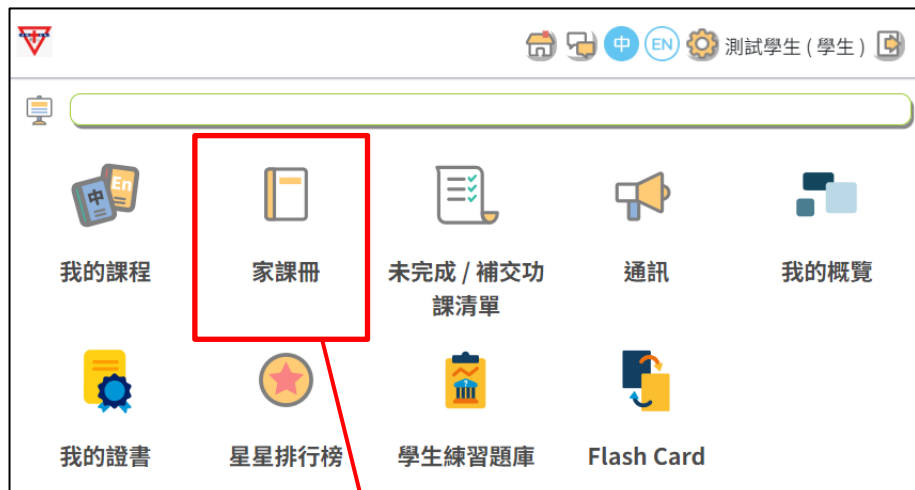 中 EN 測試學生 ( 學生 )
中 En
我的課程
家課冊
未完成 / 補交功
課清單
通訊
我的概覽
我的證書
星星排行榜
學生練習題庫
Flash Card